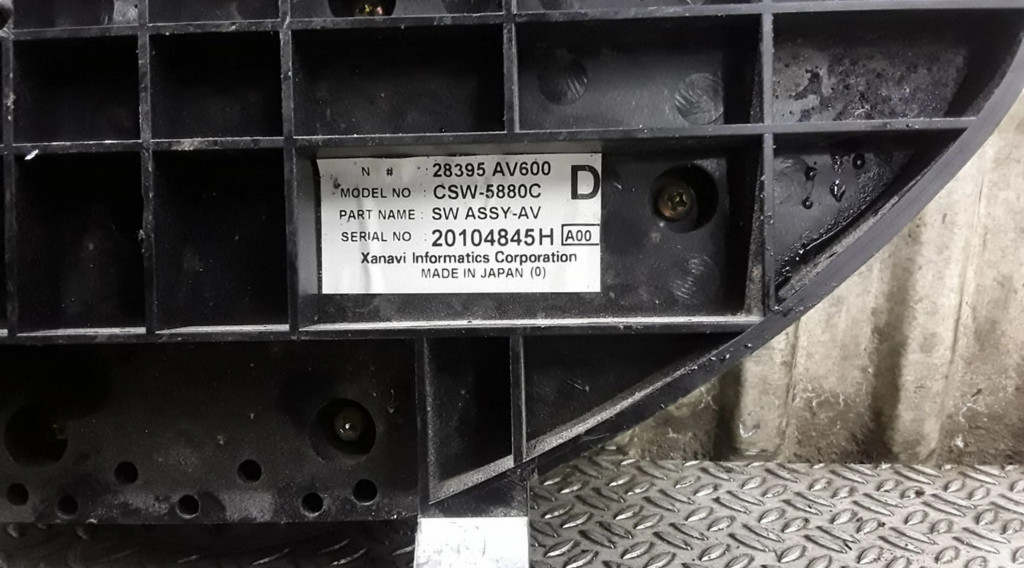 N # 28395 AV600 D
MODEL NO : CSW-5880C
PART NAME : SW ASSY-AV
SERIAL NO : 20104845H A00
Xanavi Informatics Corporation
MADE IN JAPAN (0)